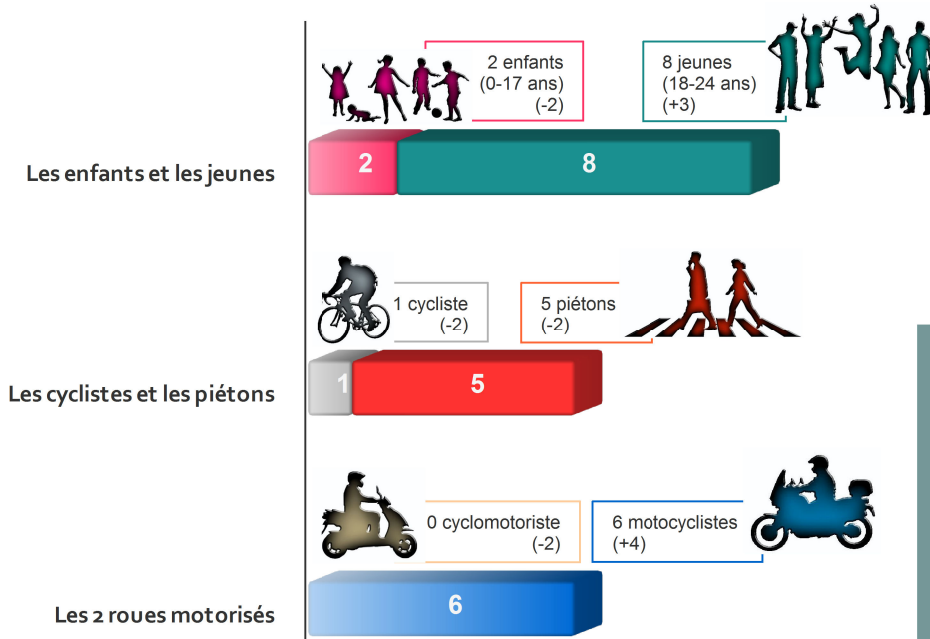 2 enfants
(0-17 ans)
(-2)
8 jeunes
(18-24 ans)
(+3)
Les enfants et les jeunes
2
8
1 cycliste
(-2)
5 piétons
(-2)
Les cyclistes et les piétons
1
5
0 cyclomotoriste
(-2)
6 motocyclistes
(+4)
Les 2 roues motorisés
6